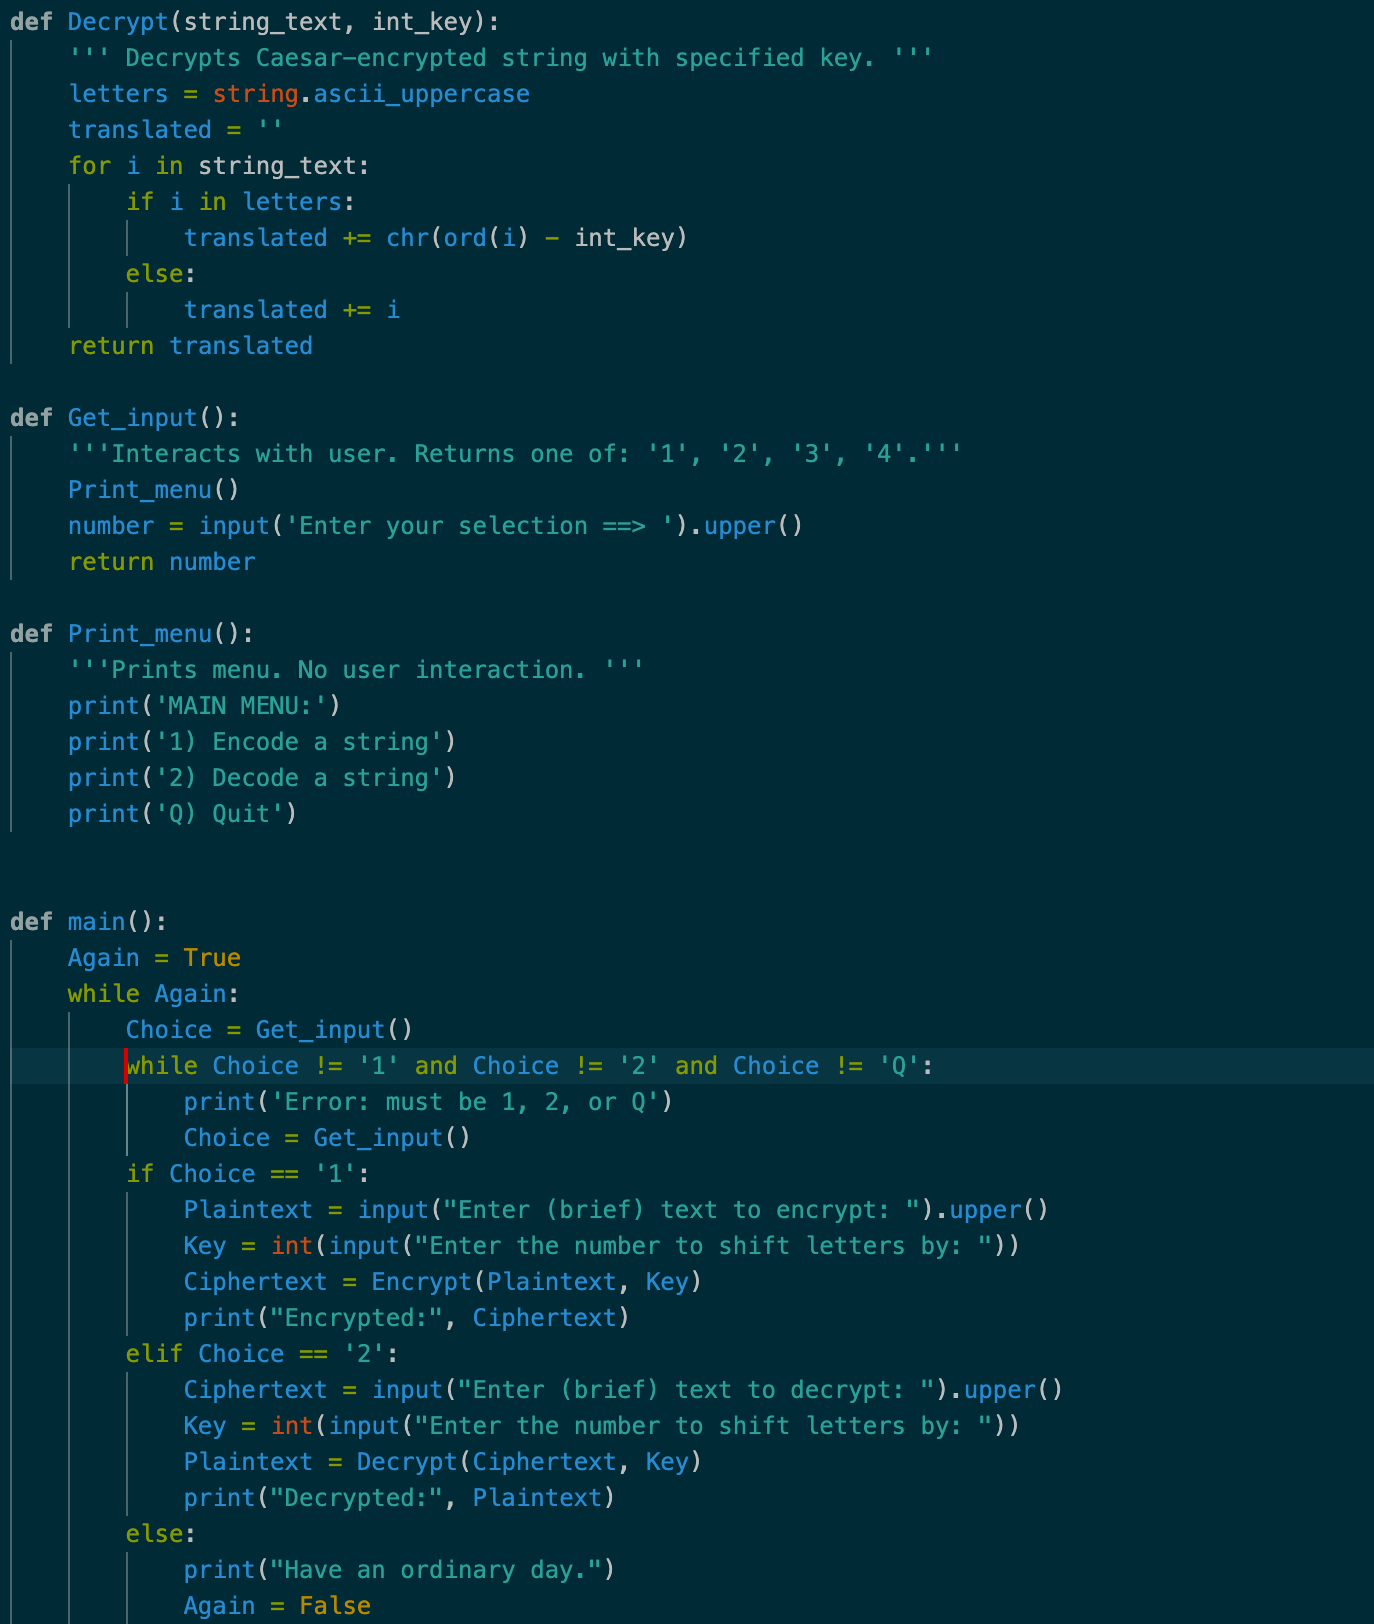 def Decrypt(string_text, int_key):
    ''' Decrypts Caesar-encrypted string with specified key. '''
    letters = string.ascii_uppercase
    translated = ''
    for i in string_text:
        if i in letters:
            translated += chr(ord(i) - int_key)
        else:
            translated += i
    return translated

def Get_input():
    '''Interacts with user. Returns one of: '1', '2', '3', '4'.'''
    Print_menu()
    number = input('Enter your selection ==> ').upper()
    return number

def Print_menu():
    '''Prints menu. No user interaction. '''
    print('MAIN MENU:')
    print('1) Encode a string')
    print('2) Decode a string')
    print('Q) Quit')


def main():
    Again = True
    while Again:
        Choice = Get_input()
        while Choice != '1' and Choice != '2' and Choice != 'Q':
            print('Error: must be 1, 2, or Q')
            Choice = Get_input()
        if Choice == '1':
            Plaintext = input("Enter (brief) text to encrypt: ").upper()
            Key = int(input("Enter the number to shift letters by: "))
            Ciphertext = Encrypt(Plaintext, Key)
            print("Encrypted:", Ciphertext)
        elif Choice == '2':
            Ciphertext = input("Enter (brief) text to decrypt: ").upper()
            Key = int(input("Enter the number to shift letters by: "))
            Plaintext = Decrypt(Ciphertext, Key)
            print("Decrypted:", Plaintext)
        else:
            print("Have an ordinary day.")
            Again = False